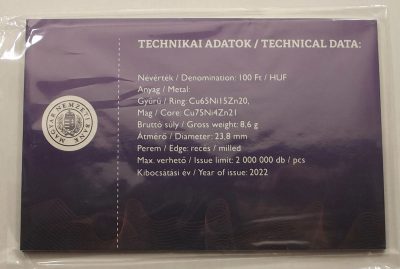 TECHNIKAI ADATOK / TECHNICAL DATA:
Névérték / Denomination: 100 Ft / HUF
Anyag / Metal:
Gyűrű / Ring: Cu65Ni15Zn20,
Mag / Core: Cu75Ni4Zn21
Bruttó súly / Gross weight: 8,6 g
Átmérő / Diameter: 23,8 mm
Perem / Edge: recés / milled
Max. verhető / Issue limit: 2 000 000 db / pcs
Kibocsátási év / Year of issue: 2022
MAGYAR NEMZETI BANK